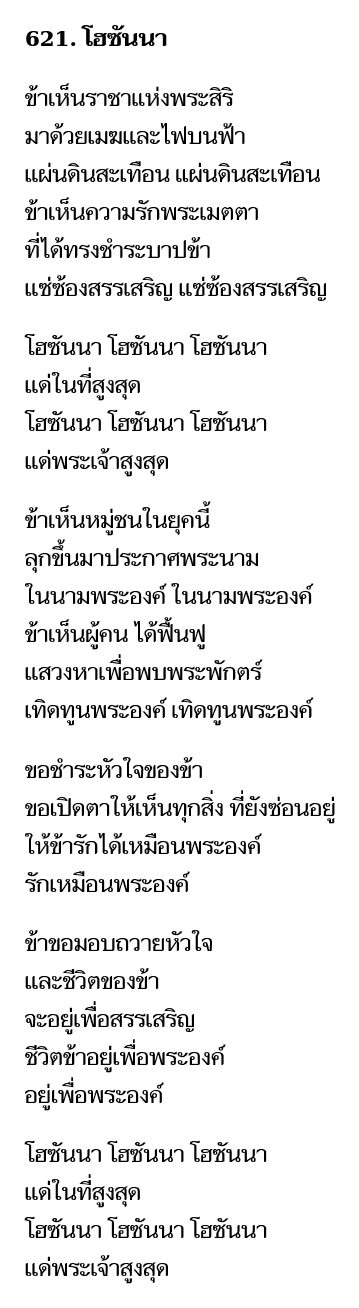 621. โฮซันนา
ข้าเห็นราชาแห่งพระสิริ
มาด้วยเมฆและไฟบนฟ้า
แผ่นดินสะเทือน แผ่นดินสะเทือน
ข้าเห็นความรักพระเมตตา
ที่ได้ทรงชำระบาปข้า
แซ่ซ้องสรรเสริญ แซ่ซ้องสรรเสริญ
โฮซันนา โฮซันนา โฮซันนา
แด่ในที่สูงสุด
โฮซันนา โฮซันนา โฮซันนา
แด่พระเจ้าสูงสุด
ข้าเห็นหมู่ชนในยุคนี้
ลุกขึ้นมาประกาศพระนาม
ในนามพระองค์ ในนามพระองค์
ข้าเห็นผู้คน ได้ฟื้นฟู
แสวงหาเพื่อพบพระพักตร์
เทิดทูนพระองค์ เทิดทูนพระองค์
ขอชำระหัวใจของข้า
ขอเปิดตาให้เห็นทุกสิ่ง ที่ยังซ่อนอยู่
ให้ข้ารักได้เหมือนพระองค์
รักเหมือนพระองค์
ข้าขอมอบถวายหัวใจ
และชีวิตของข้า
จะอยู่เพื่อสรรเสริญ
ชีวิตข้าอยู่เพื่อพระองค์
อยู่เพื่อพระองค์
โฮซันนา โฮซันนา โฮซันนา
แด่ในที่สูงสุด
โฮซันนา โฮซันนา โฮซันนา
แด่พระเจ้าสูงสุด